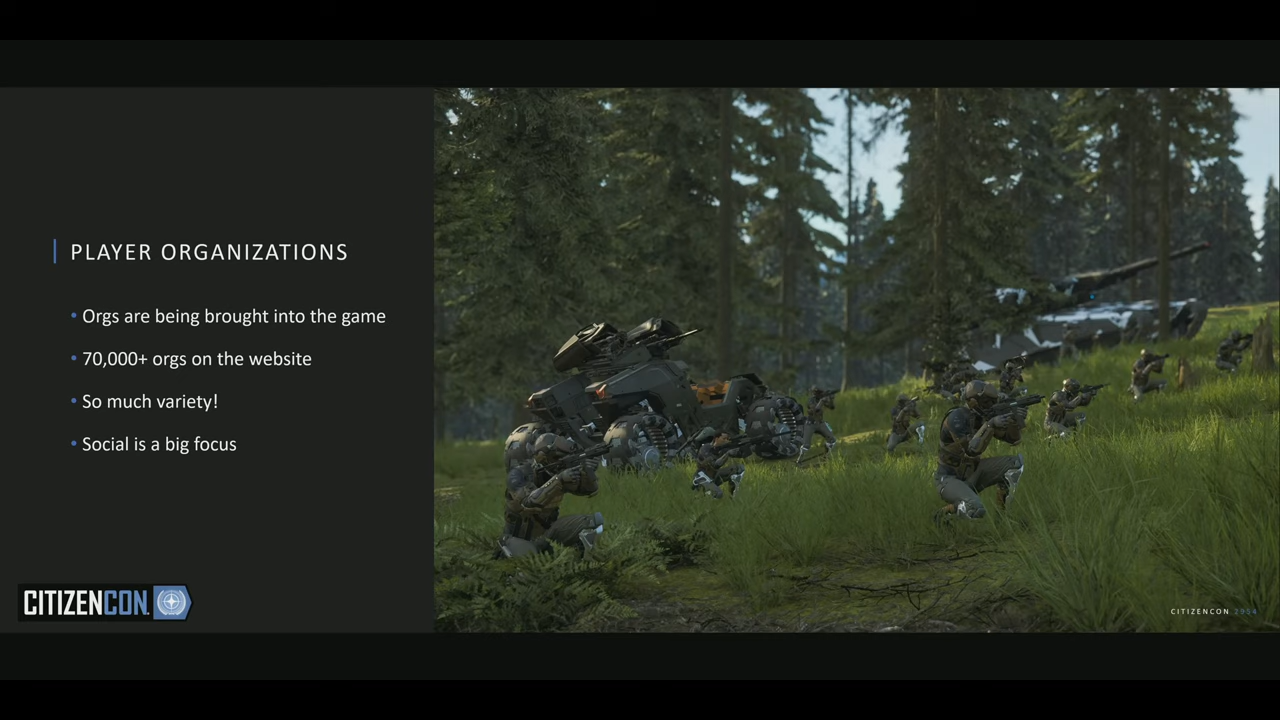 PLAYER ORGANIZATIONS
• Orgs are being brought into the game
• 70,000+ orgs on the website
• So much variety!
• Social is a big focus
CITIZENCON.
CITIZENCON 2954